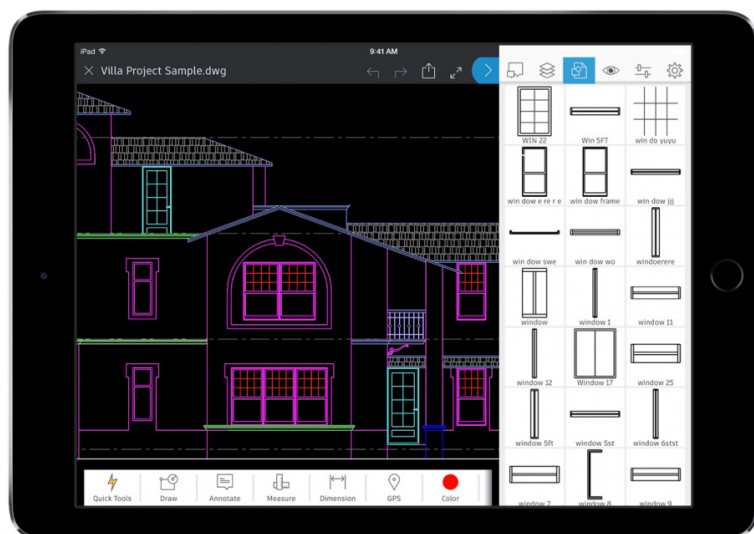 iPad
9:41 AM
Villa Project Sample.dwg
WIN 22
Win 5FT
win do yuyu
win dow e re r e
win dow frame
win dow jjj
win dow swe
win dow wo
windoerere
window
window 1
window 11
window 12
Window 17
window 25
window 5ft
window 5st
window 6stst
window 7
window 8
window 9
Quick Tools
Draw
Annotate
Measure
Dimension
GPS
Color